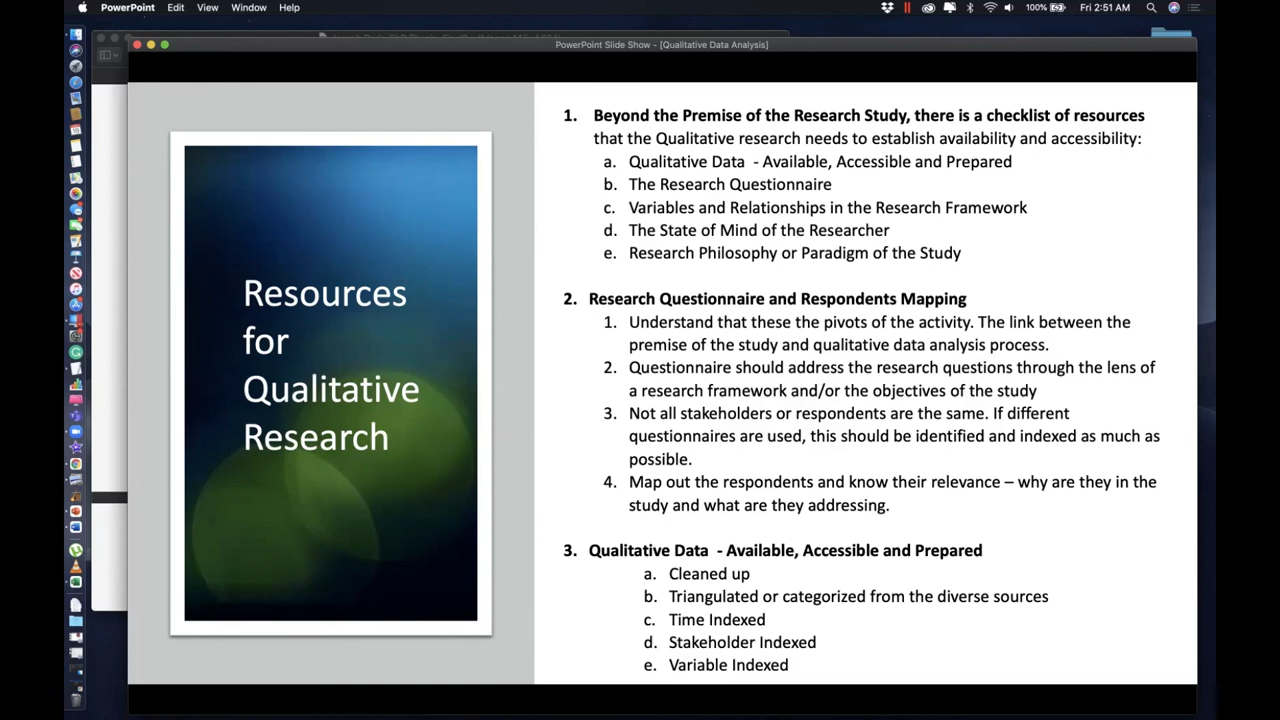 PowerPoint Edit View Window Help 100% Fri 2:51 AM
PowerPoint Slide Show - [Qualitative Data Analysis]
Resources
for
Qualitative
Research
1. Beyond the Premise of the Research Study, there is a checklist of resources
that the Qualitative research needs to establish availability and accessibility:
a. Qualitative Data - Available, Accessible and Prepared
b. The Research Questionnaire
c. Variables and Relationships in the Research Framework
d. The State of Mind of the Researcher
e. Research Philosophy or Paradigm of the Study
2. Research Questionnaire and Respondents Mapping
1. Understand that these the pivots of the activity. The link between the
premise of the study and qualitative data analysis process.
2. Questionnaire should address the research questions through the lens of
a research framework and/or the objectives of the study
3. Not all stakeholders or respondents are the same. If different
questionnaires are used, this should be identified and indexed as much as
possible.
4. Map out the respondents and know their relevance – why are they in the
study and what are they addressing.
3. Qualitative Data - Available, Accessible and Prepared
a. Cleaned up
b. Triangulated or categorized from the diverse sources
c. Time Indexed
d. Stakeholder Indexed
e. Variable Indexed